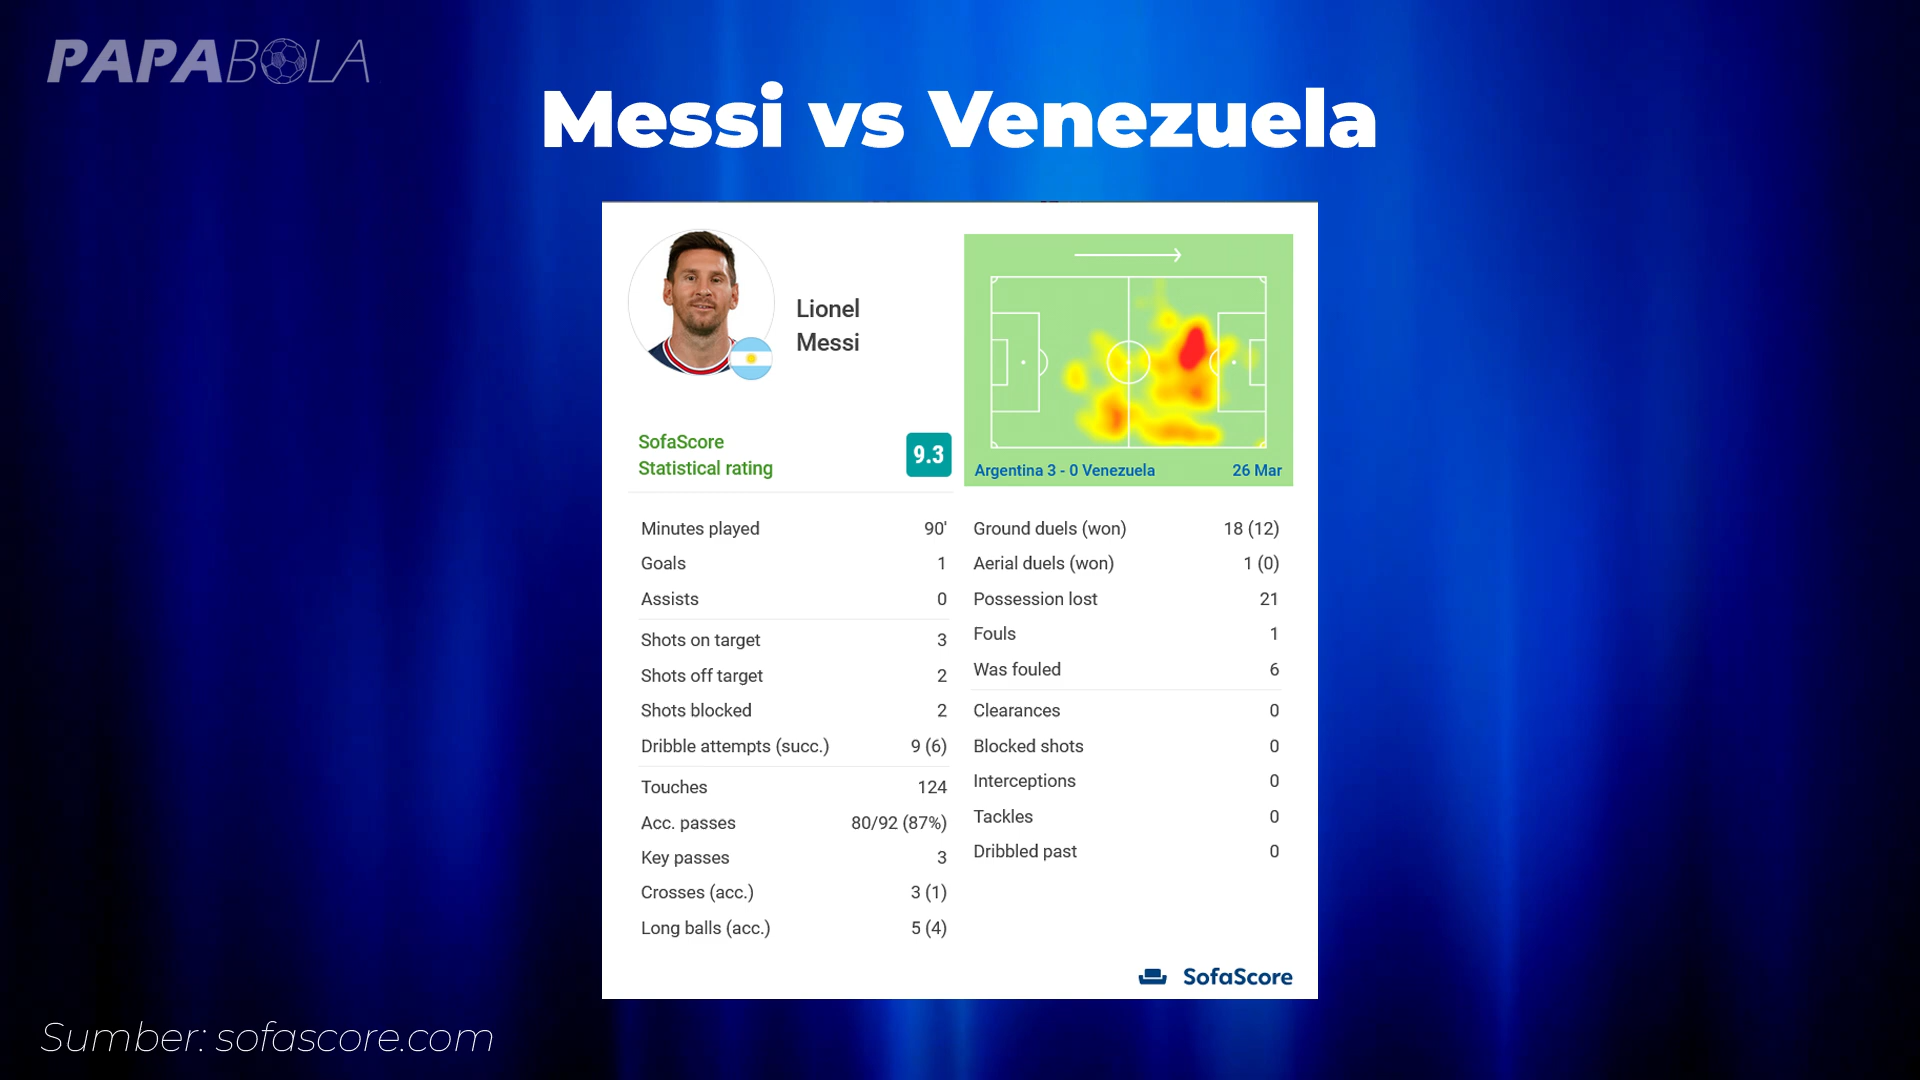 PAPABOLA
Messi vs Venezuela
Lionel
Messi
SofaScore
Statistical rating
9.3
Argentina 3 - 0 Venezuela 26 Mar
Minutes played 90'
Goals 1
Assists 0
Shots on target 3
Shots off target 2
Shots blocked 2
Dribble attempts (succ.) 9 (6)
Touches 124
Acc. passes 80/92 (87%)
Key passes 3
Crosses (acc.) 3 (1)
Long balls (acc.) 5 (4)
Ground duels (won) 18 (12)
Aerial duels (won) 1 (0)
Possession lost 21
Fouls 1
Was fouled 6
Clearances 0
Blocked shots 0
Interceptions 0
Tackles 0
Dribbled past 0
SofaScore
Sumber: sofascore.com